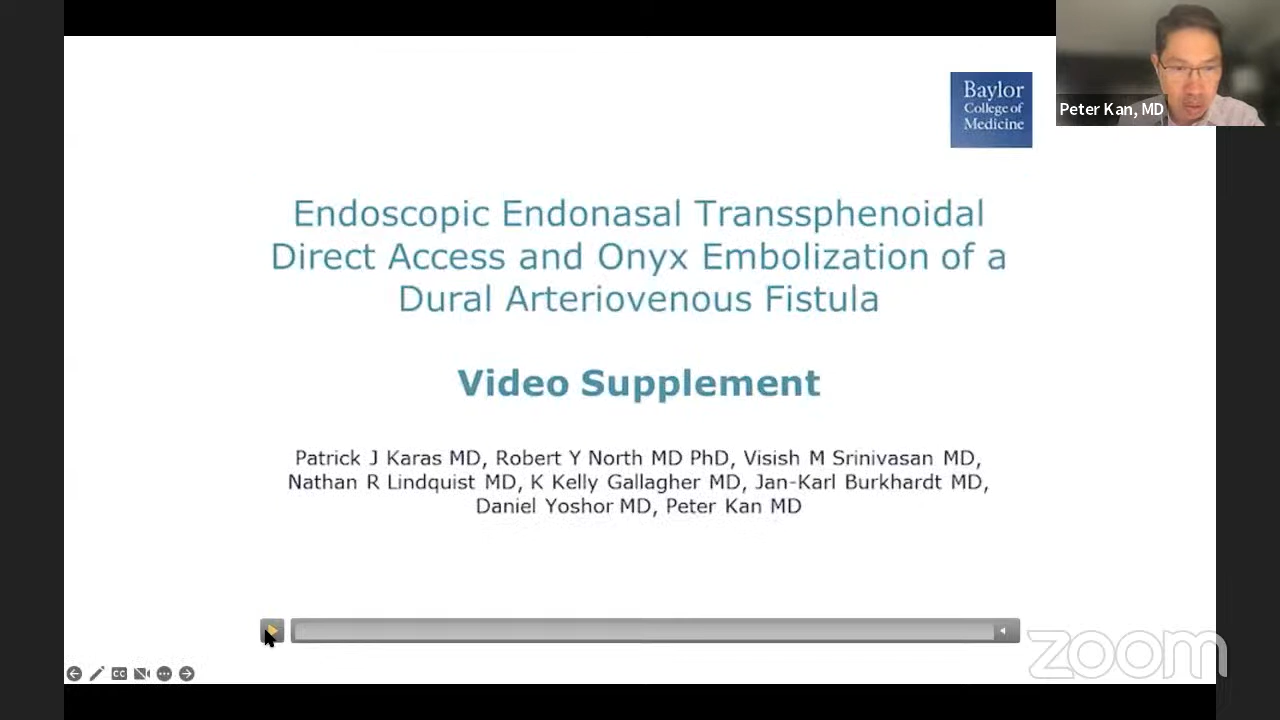 Baylor
College of
Medicine
Peter Kan, MD
Endoscopic Endonasal Transsphenoidal
Direct Access and Onyx Embolization of a
Dural Arteriovenous Fistula
Video Supplement
Patrick J Karas MD, Robert Y North MD PhD, Visish M Srinivasan MD,
Nathan R Lindquist MD, K Kelly Gallagher MD, Jan-Karl Burkhardt MD,
Daniel Yoshor MD, Peter Kan MD
CC
zoom